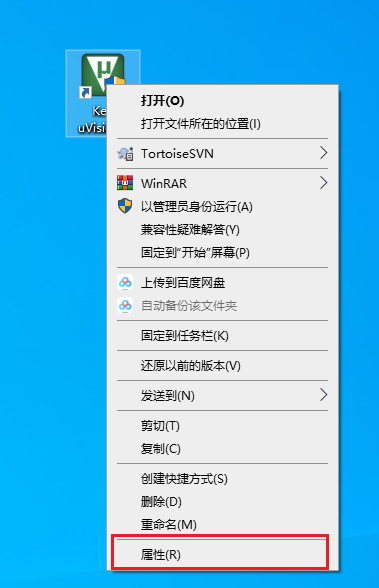 打开(O)
打开文件所在的位置(I)
TortoiseSVN
WinRAR
以管理员身份运行(A)
兼容性疑难解答(Y)
固定到"开始"屏幕(P)
上传到百度网盘
自动备份该文件夹
固定到任务栏(K)
还原以前的版本(V)
发送到(N)
剪切(T)
复制(C)
创建快捷方式(S)
删除(D)
重命名(M)
属性(R)